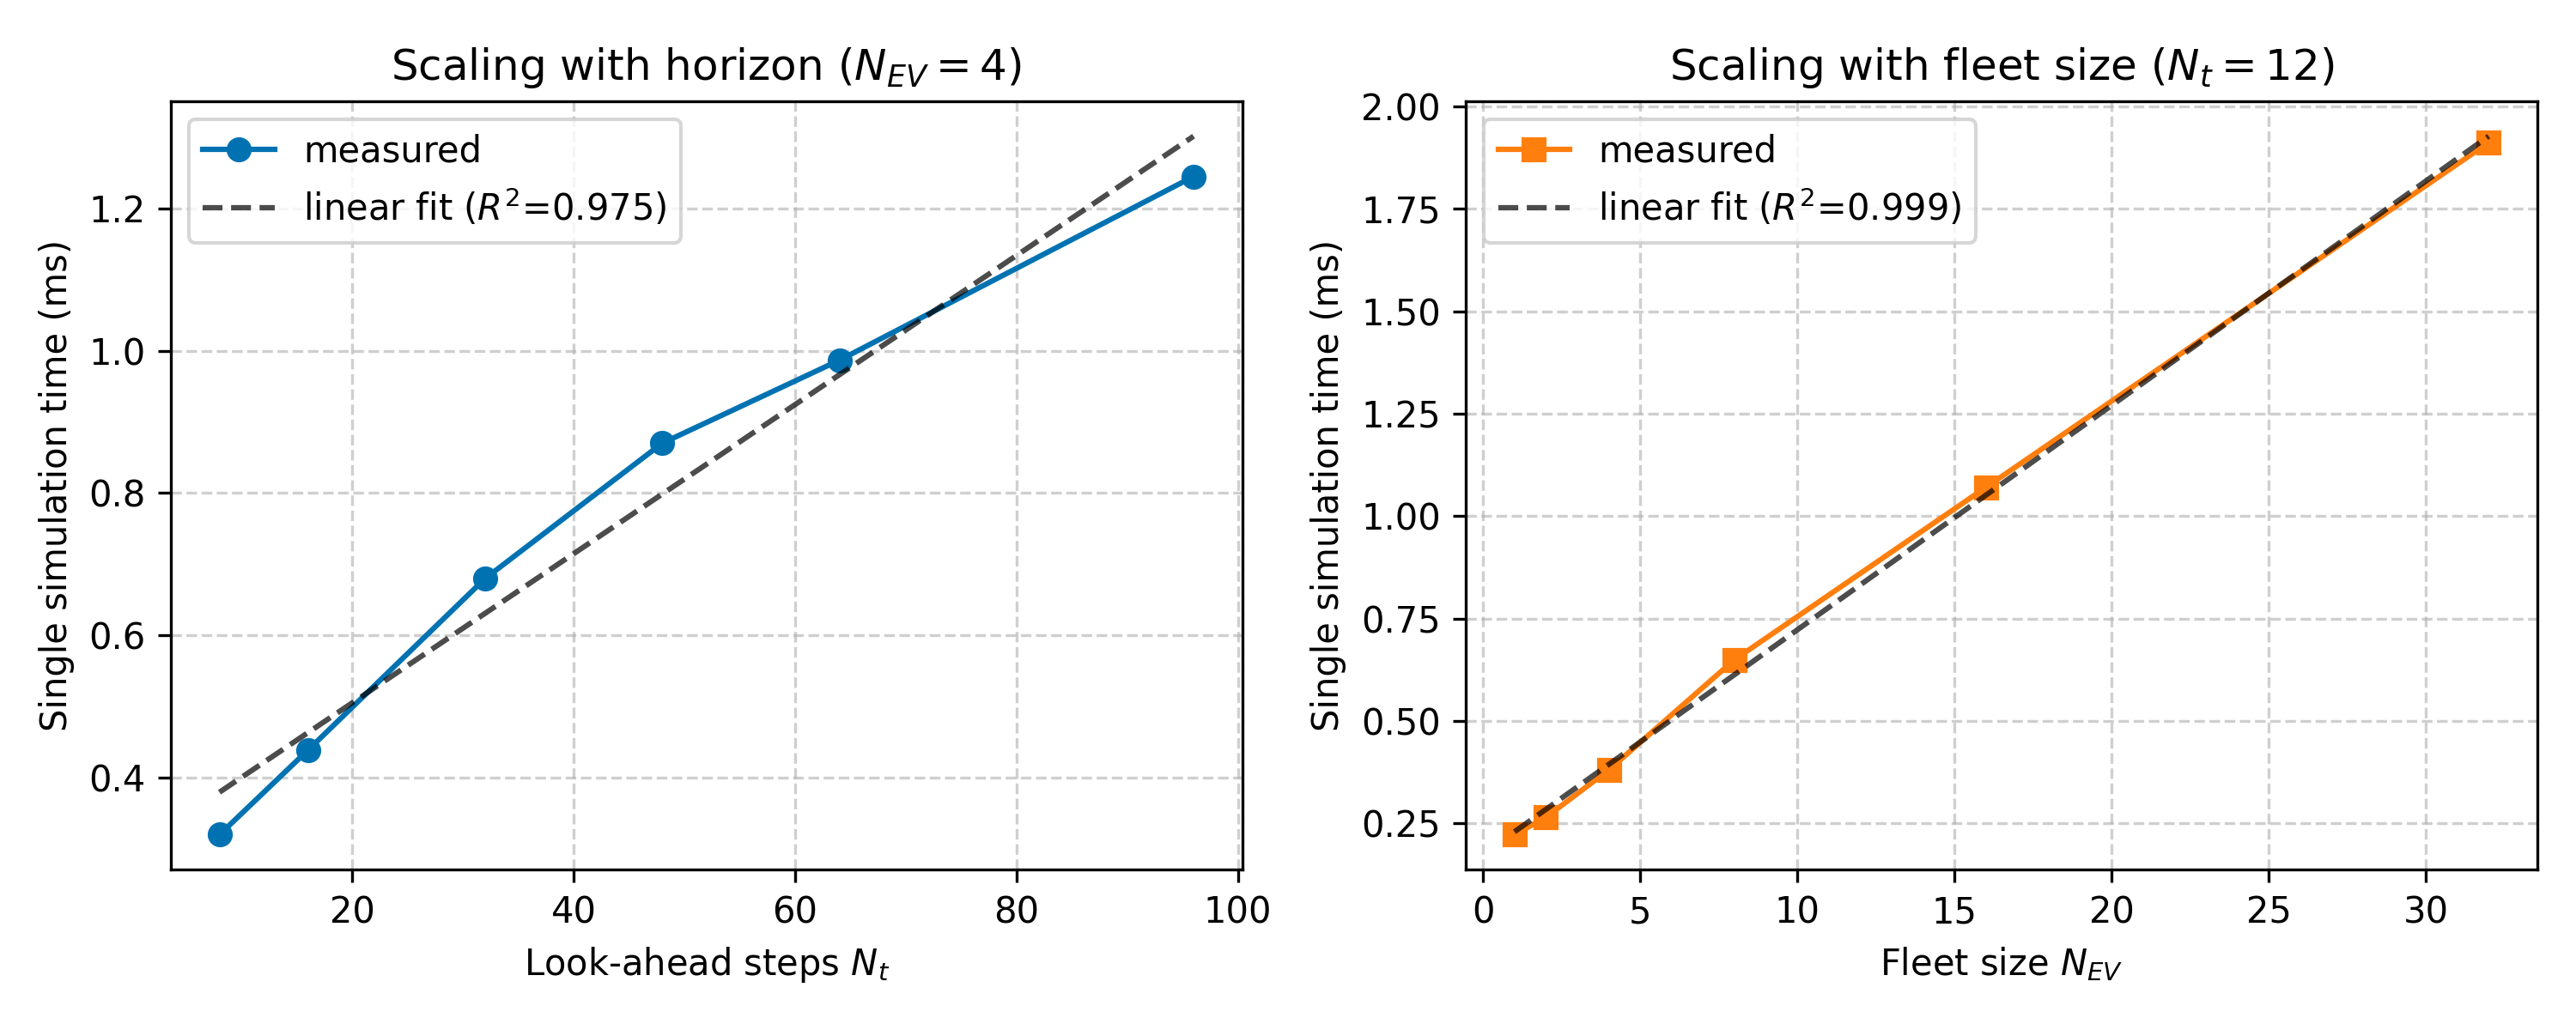 Scaling with horizon (N_EV = 4)
measured
linear fit (R²=0.975)
Single simulation time (ms)
1.2
1.0
0.8
0.6
0.4
20 40 60 80 100
Look-ahead steps N_t
Scaling with fleet size (N_t = 12)
measured
linear fit (R²=0.999)
Single simulation time (ms)
2.00
1.75
1.50
1.25
1.00
0.75
0.50
0.25
0 5 10 15 20 25 30
Fleet size N_EV